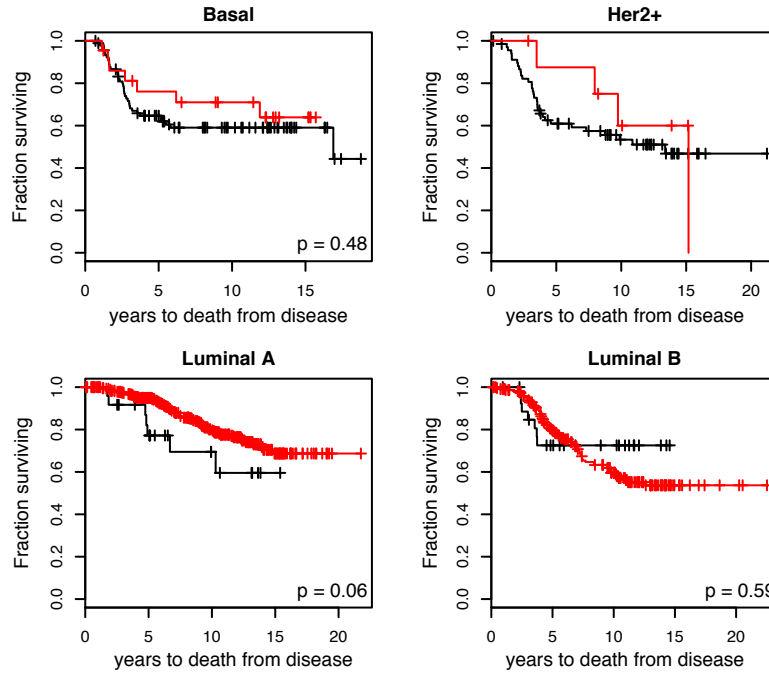 Basal
Fraction surviving
1.0
0.8
0.6
0.4
0.2
0.0
p = 0.48
0 5 10 15
years to death from disease
Her2+
Fraction surviving
1.0
0.8
0.6
0.4
0.2
0.0
0 5 10 15 20
years to death from disease
Luminal A
Fraction surviving
1.0
0.8
0.6
0.4
0.2
0.0
p = 0.06
0 5 10 15 20
years to death from disease
Luminal B
Fraction surviving
1.0
0.8
0.6
0.4
0.2
0.0
p = 0.59
0 5 10 15 20
years to death from disease